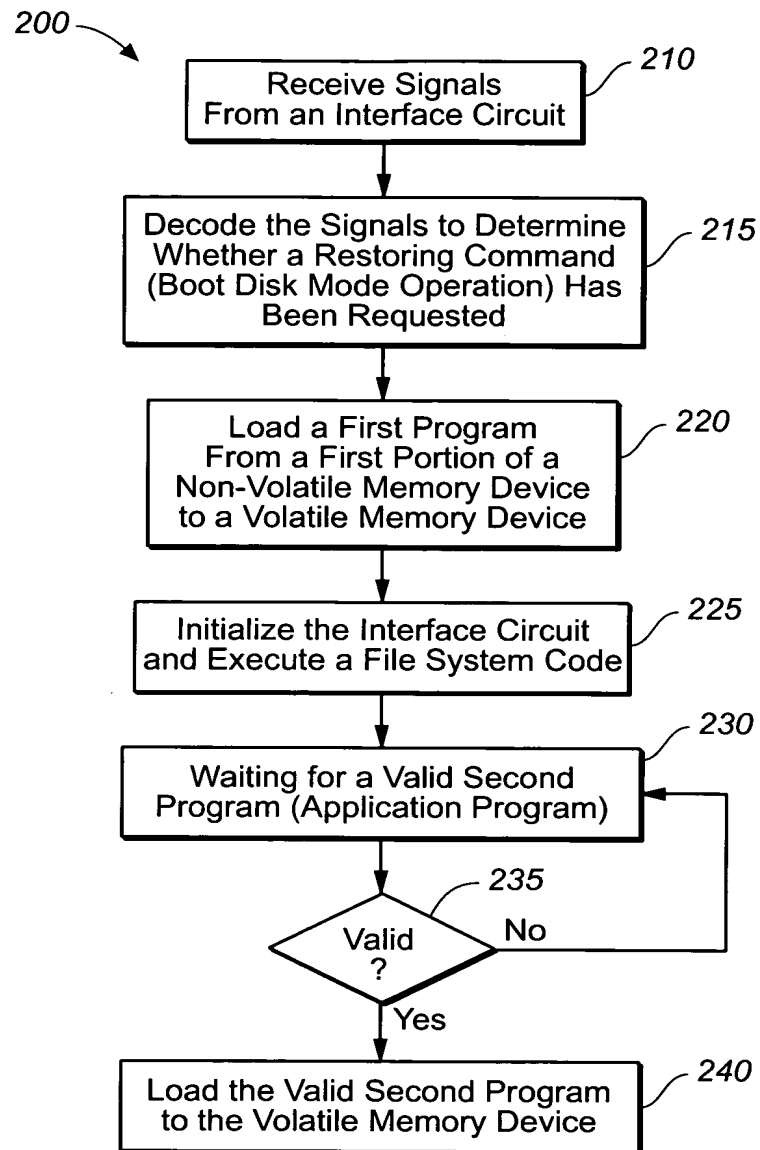 200
210
Receive Signals
From an Interface Circuit
215
Decode the Signals to Determine
Whether a Restoring Command
(Boot Disk Mode Operation) Has
Been Requested
220
Load a First Program
From a First Portion of a
Non-Volatile Memory Device
to a Volatile Memory Device
225
Initialize the Interface Circuit
and Execute a File System Code
230
Waiting for a Valid Second
Program (Application Program)
235
Valid
?
No
Yes
240
Load the Valid Second Program
to the Volatile Memory Device